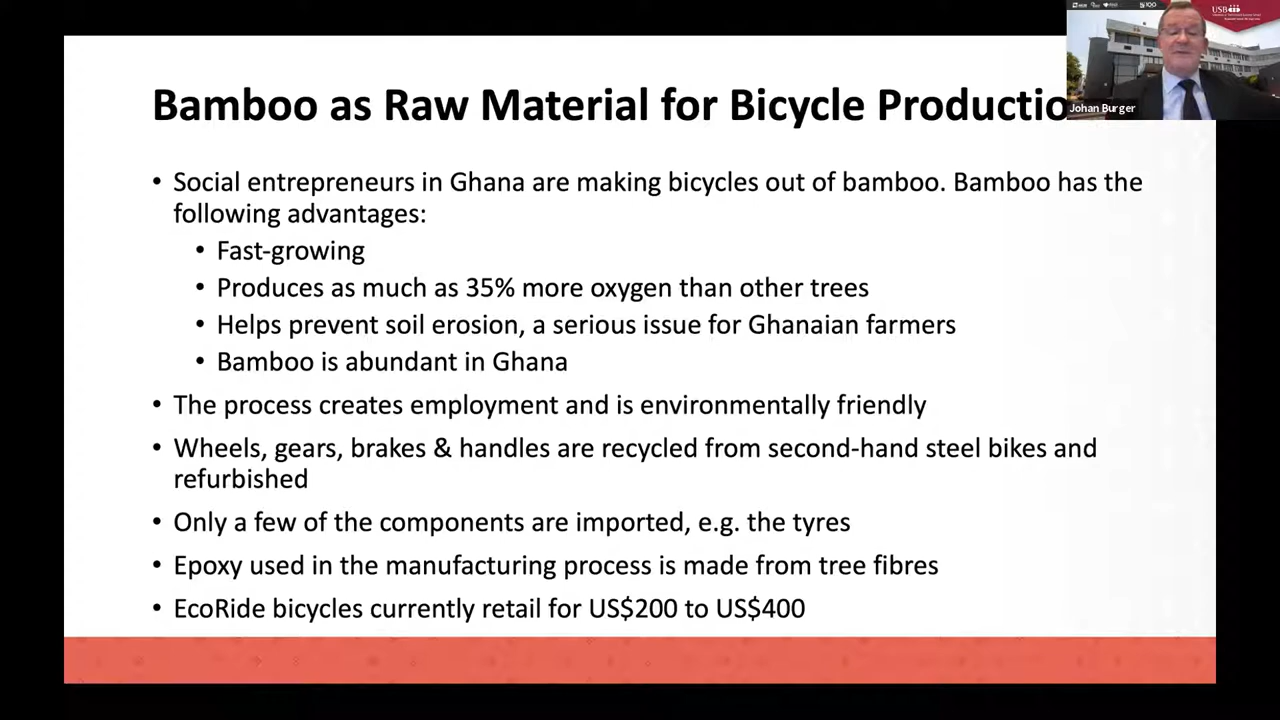 Bamboo as Raw Material for Bicycle Productio
USB
Johan Burger
• Social entrepreneurs in Ghana are making bicycles out of bamboo. Bamboo has the
following advantages:
• Fast-growing
• Produces as much as 35% more oxygen than other trees
• Helps prevent soil erosion, a serious issue for Ghanaian farmers
• Bamboo is abundant in Ghana
• The process creates employment and is environmentally friendly
• Wheels, gears, brakes & handles are recycled from second-hand steel bikes and
refurbished
• Only a few of the components are imported, e.g. the tyres
• Epoxy used in the manufacturing process is made from tree fibres
• EcoRide bicycles currently retail for US$200 to US$400